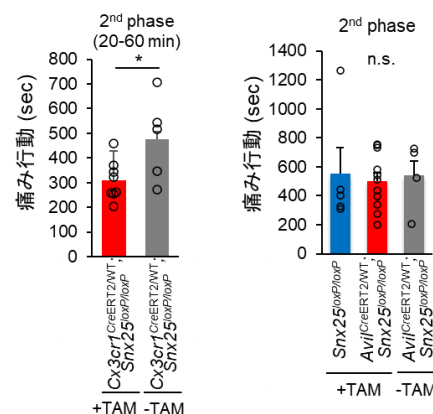 2nd phase
(20-60 min)
*
800
700
600
500
400
300
200
100
0
痛み行動 (sec)
Cx3cr1CreERT2/WT;
Snx25loxP/loxP
Cx3cr1CreERT2/WT;
Snx25loxP/loxP
+TAM -TAM
2nd phase
n.s.
1400
1200
1000
800
600
400
200
0
痛み行動 (sec)
Snx25loxP/loxP
AvilCreERT2/WT;
Snx25loxP/loxP
AvilCreERT2/WT;
Snx25loxP/loxP
+TAM -TAM